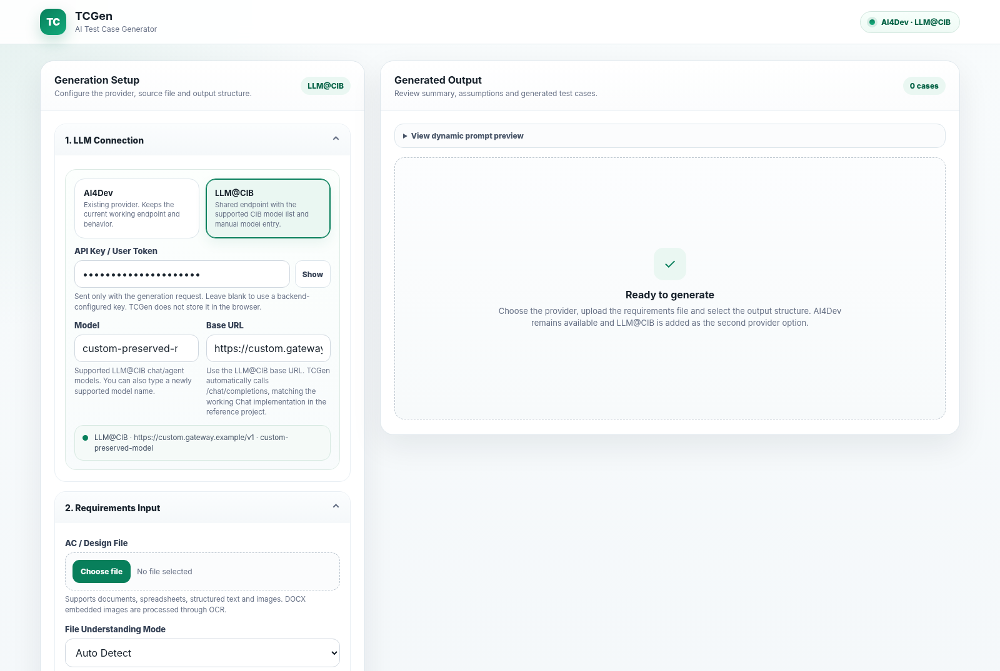 TC
TCGen
AI Test Case Generator
AI4Dev · LLM@CIB
Generation Setup
Configure the provider, source file and output structure.
LLM@CIB
1. LLM Connection
AI4Dev
Existing provider. Keeps the
current working endpoint and
behavior.
LLM@CIB
Shared endpoint with the
supported CIB model list and
manual model entry.
API Key / User Token
•••••••••••••••••••••
Show
Sent only with the generation request. Leave blank to use a backend-
configured key. TCGen does not store it in the browser.
Model
custom-preserved-
Base URL
https://custom.gateway
Supported LLM@CIB chat/agent
models. You can also type a newly
supported model name.
Use the LLM@CIB base URL. TCGen
automatically calls
/chat/completions, matching the
working Chat implementation in the
reference project.
LLM@CIB · https://custom.gateway.example/v1 · custom-
preserved-model
2. Requirements Input
AC / Design File
Choose file
No file selected
Supports documents, spreadsheets, structured text and images. DOCX
embedded images are processed through OCR.
File Understanding Mode
Auto Detect
Generated Output
Review summary, assumptions and generated test cases.
0 cases
View dynamic prompt preview
Ready to generate
Choose the provider, upload the requirements file and select the output structure. AI4Dev
remains available and LLM@CIB is added as the second provider option.